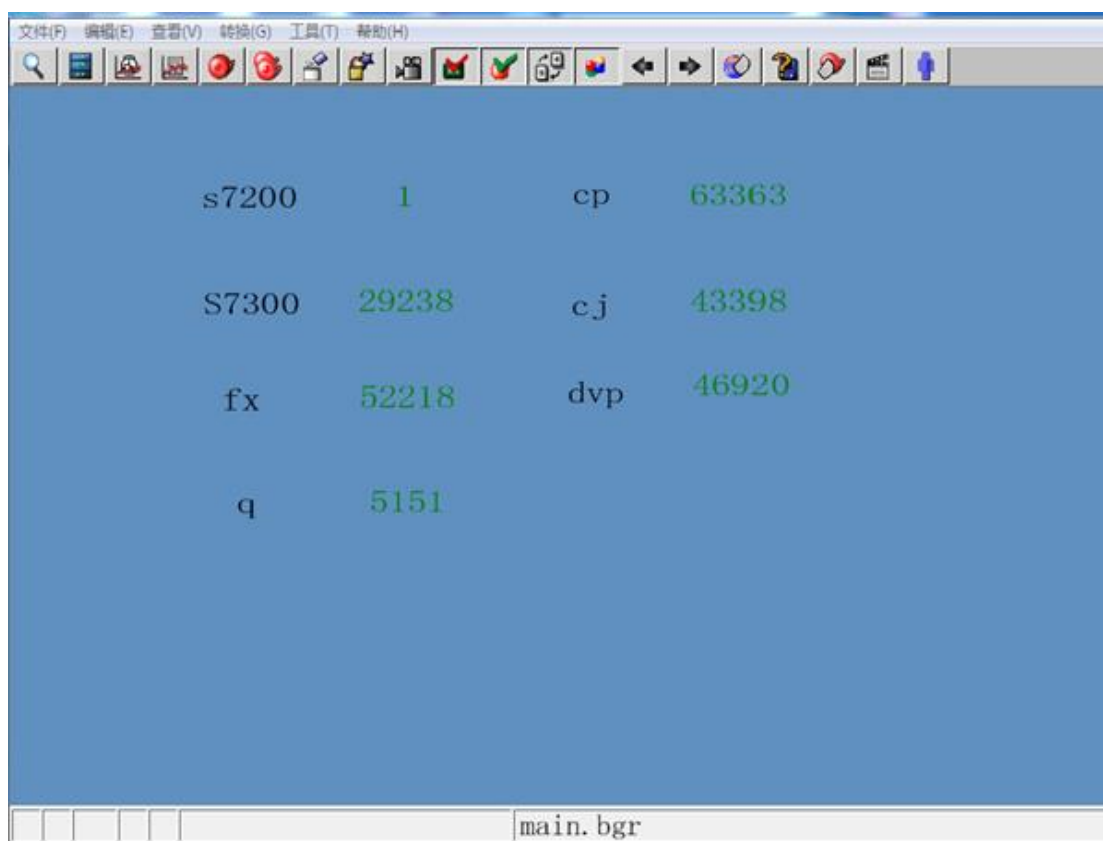 文件(F) 编辑(E) 查看(V) 转换(G) 工具(T) 帮助(H)
s7200 1 cp 63363
S7300 29238 cj 43398
fx 52218 dvp 46920
q 5151
main.bgr